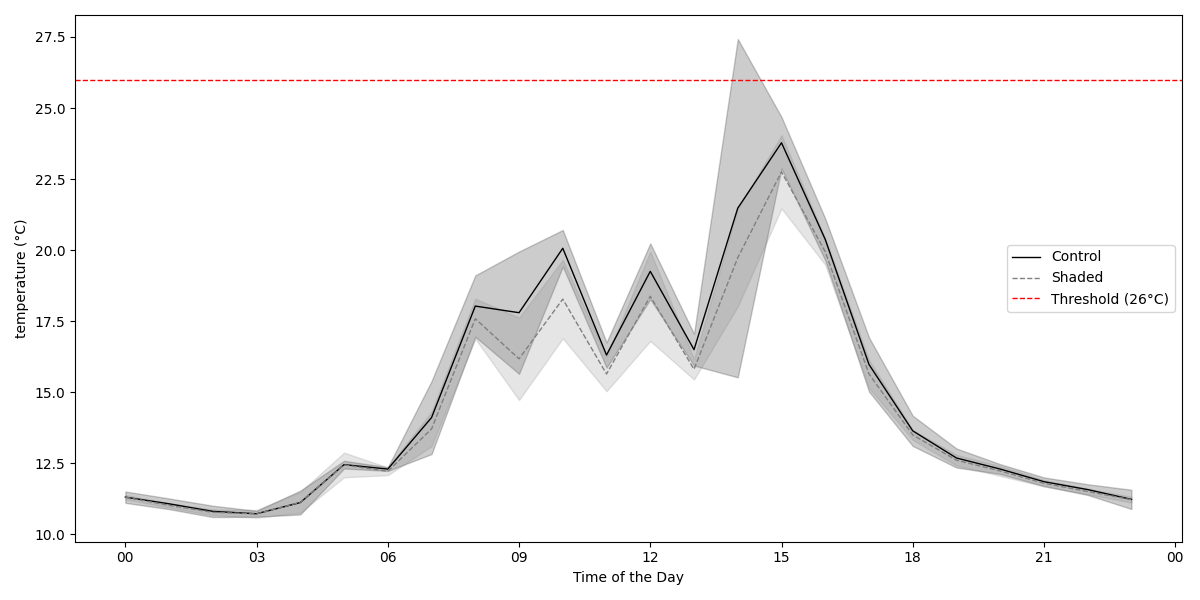 27.5
25.0
22.5
20.0
17.5
15.0
12.5
10.0
temperature (°C)
Control
Shaded
Threshold (26°C)
00 03 06 09 12 15 18 21 00
Time of the Day